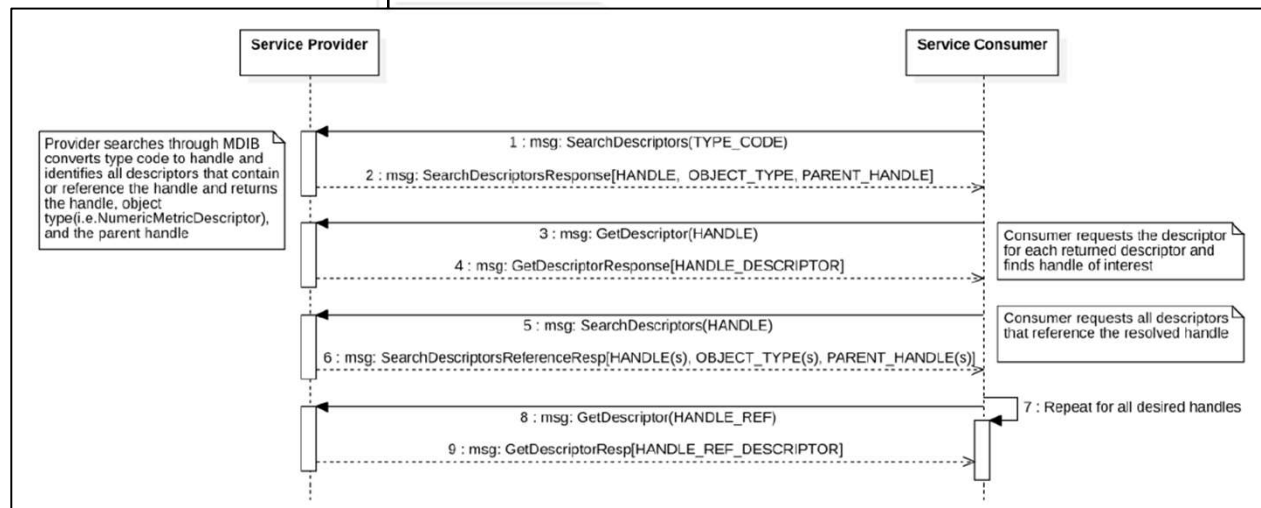 Service Provider
Service Consumer
Provider searches through MDIB
converts type code to handle and
identifies all descriptors that contain
or reference the handle and returns
the handle, object
type(i.e.NumericMetricDescriptor),
and the parent handle
1 : msg: SearchDescriptors(TYPE_CODE)
2 : msg: SearchDescriptorsResponse[HANDLE, OBJECT_TYPE, PARENT_HANDLE]
3 : msg: GetDescriptor(HANDLE)
4 : msg: GetDescriptorResponse[HANDLE_DESCRIPTOR]
Consumer requests the descriptor
for each returned descriptor and
finds handle of interest
5 : msg: SearchDescriptors(HANDLE)
6 : msg: SearchDescriptorsReferenceResp[HANDLE(s), OBJECT_TYPE(s), PARENT_HANDLE(s)]
Consumer requests all descriptors
that reference the resolved handle
7 : Repeat for all desired handles
8 : msg: GetDescriptor(HANDLE_REF)
9 : msg: GetDescriptorResp[HANDLE_REF_DESCRIPTOR]